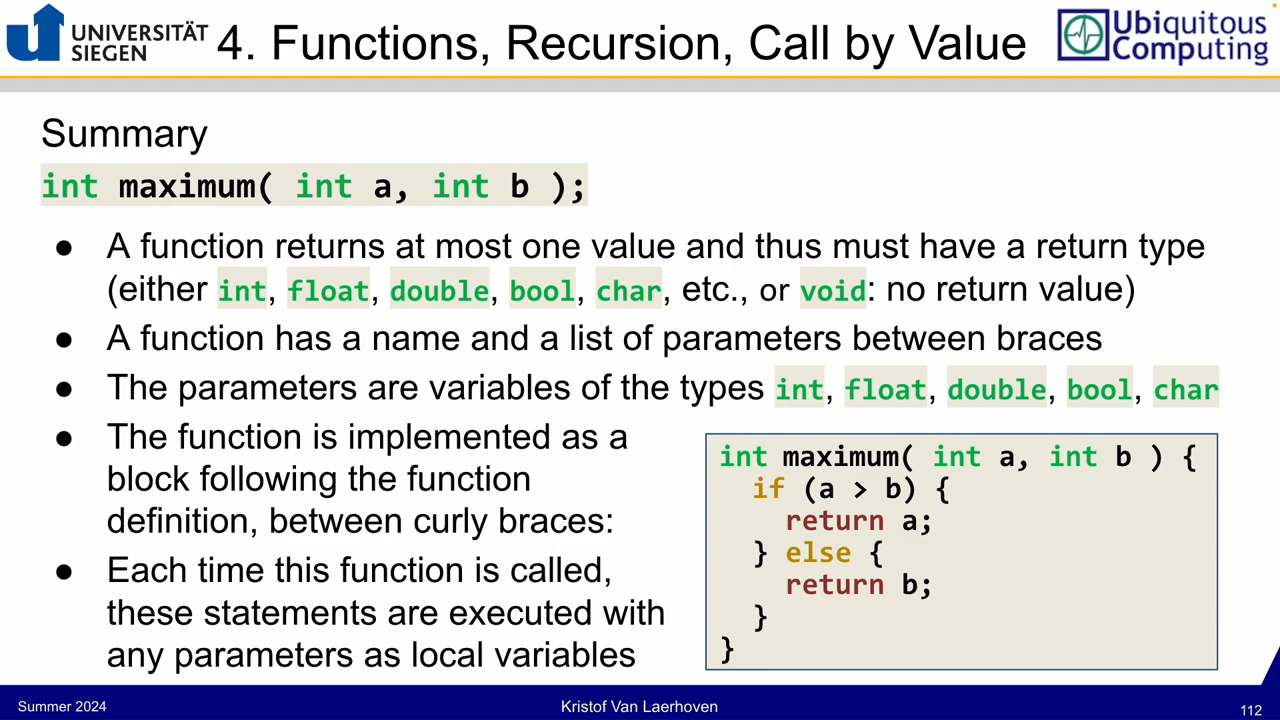 UNIVERSITÄT
SIEGEN
4. Functions, Recursion, Call by Value
Ubiquitous
Computing
Summary
int maximum( int a, int b );
● A function returns at most one value and thus must have a return type
(either int, float, double, bool, char, etc., or void: no return value)
● A function has a name and a list of parameters between braces
● The parameters are variables of the types int, float, double, bool, char
● The function is implemented as a
block following the function
definition, between curly braces:
● Each time this function is called,
these statements are executed with
any parameters as local variables
int maximum( int a, int b ) {
  if (a > b) {
    return a;
  } else {
    return b;
  }
}
Summer 2024
Kristof Van Laerhoven
112